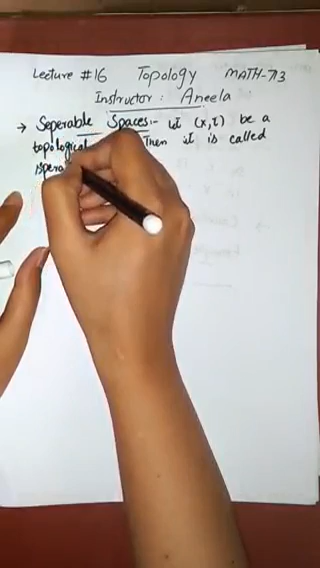 Lecture #16 Topology MATH-713
Instructor : Aneela
→ Seperable Spaces:- Let (X,τ) be a
topological Then it is called